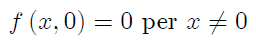 f (x, 0) = 0 per x ≠ 0